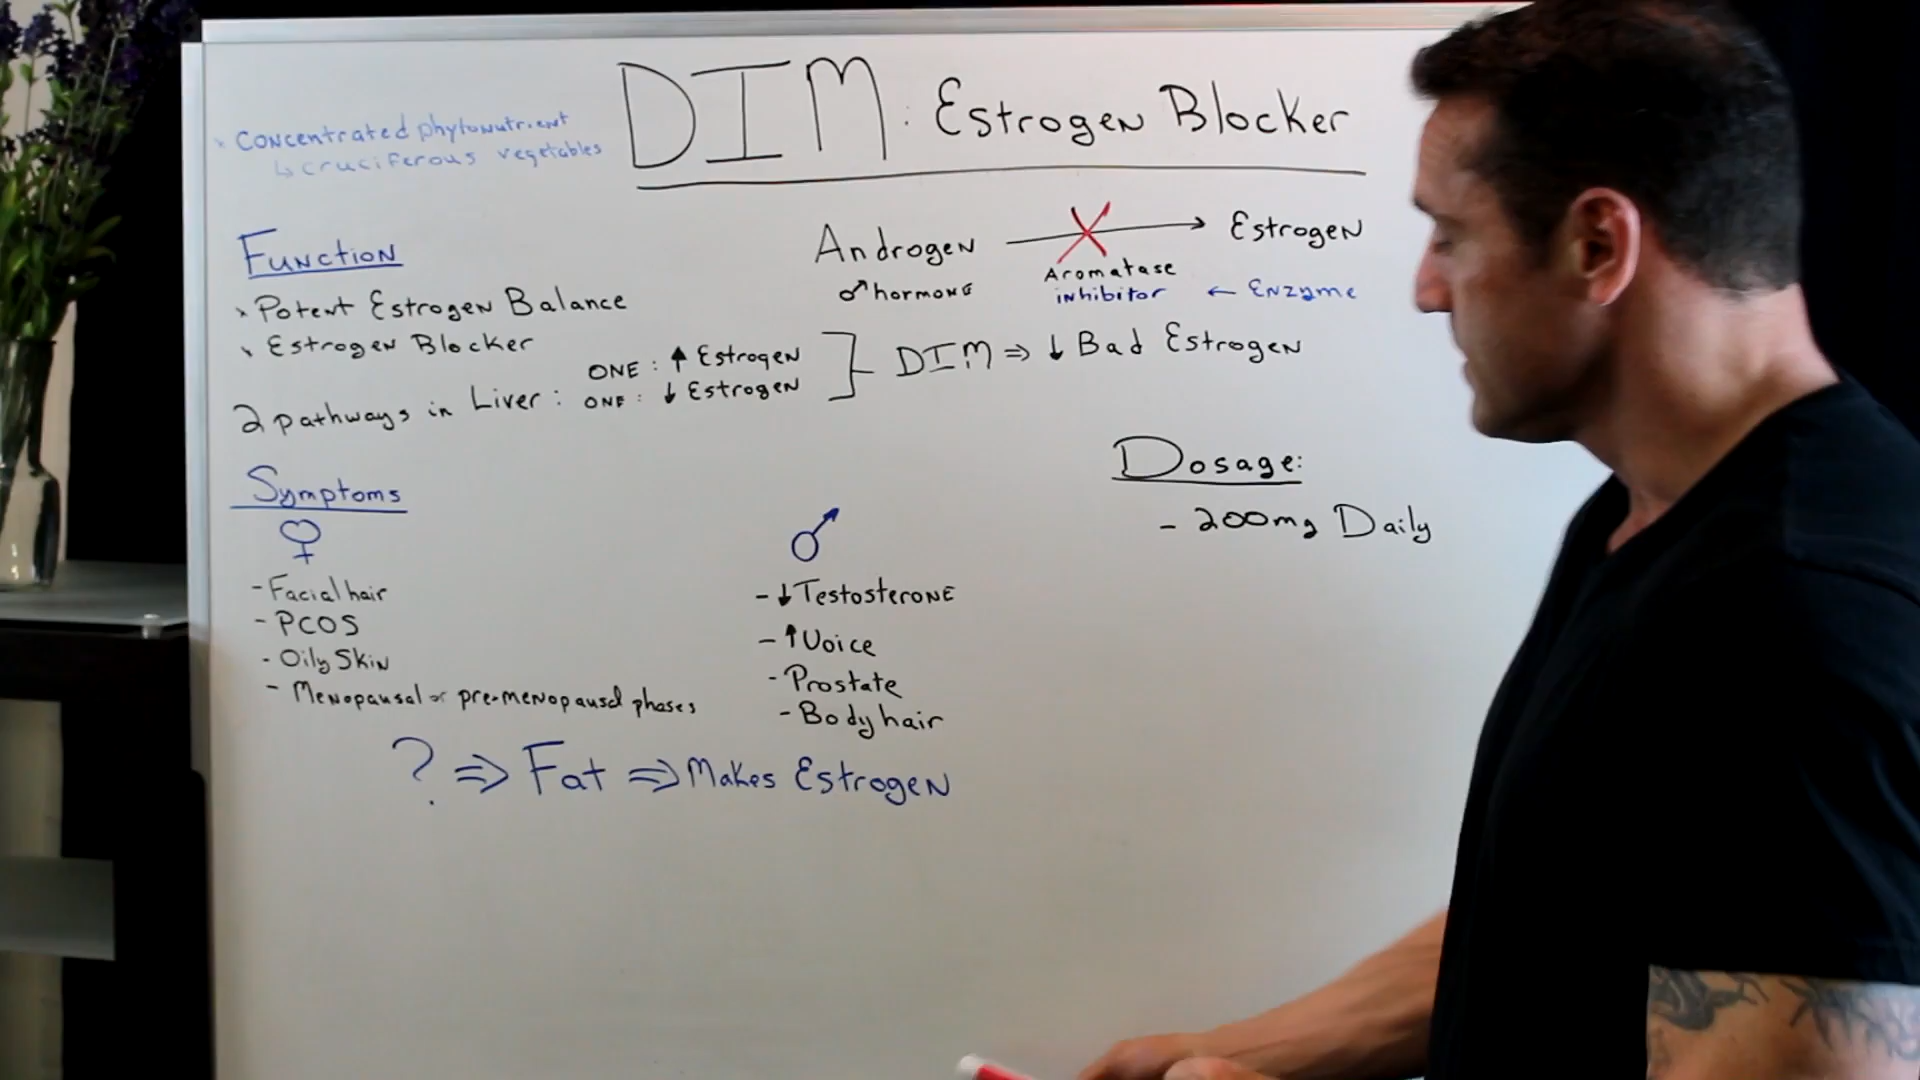 DIM: Estrogen Blocker
x Concentrated phytonutrient
↳ cruciferous vegetables
Function
x Potent Estrogen Balance
x Estrogen Blocker
2 pathways in Liver:
ONE: ↑ Estrogen
ONE: ↓ Estrogen
DIM ⇒ ↓ Bad Estrogen
Androgen → Estrogen
♂ hormone
Aromatase
inhibitor ← Enzyme
Symptoms
♀
- Facial hair
- PCOS
- Oily Skin
- Menopausal or pre-menopausal phases
♂
- ↓ Testosterone
- ↑ Voice
- Prostate
- Body hair
? ⇒ Fat ⇒ Makes Estrogen
Dosage:
- 200mg Daily